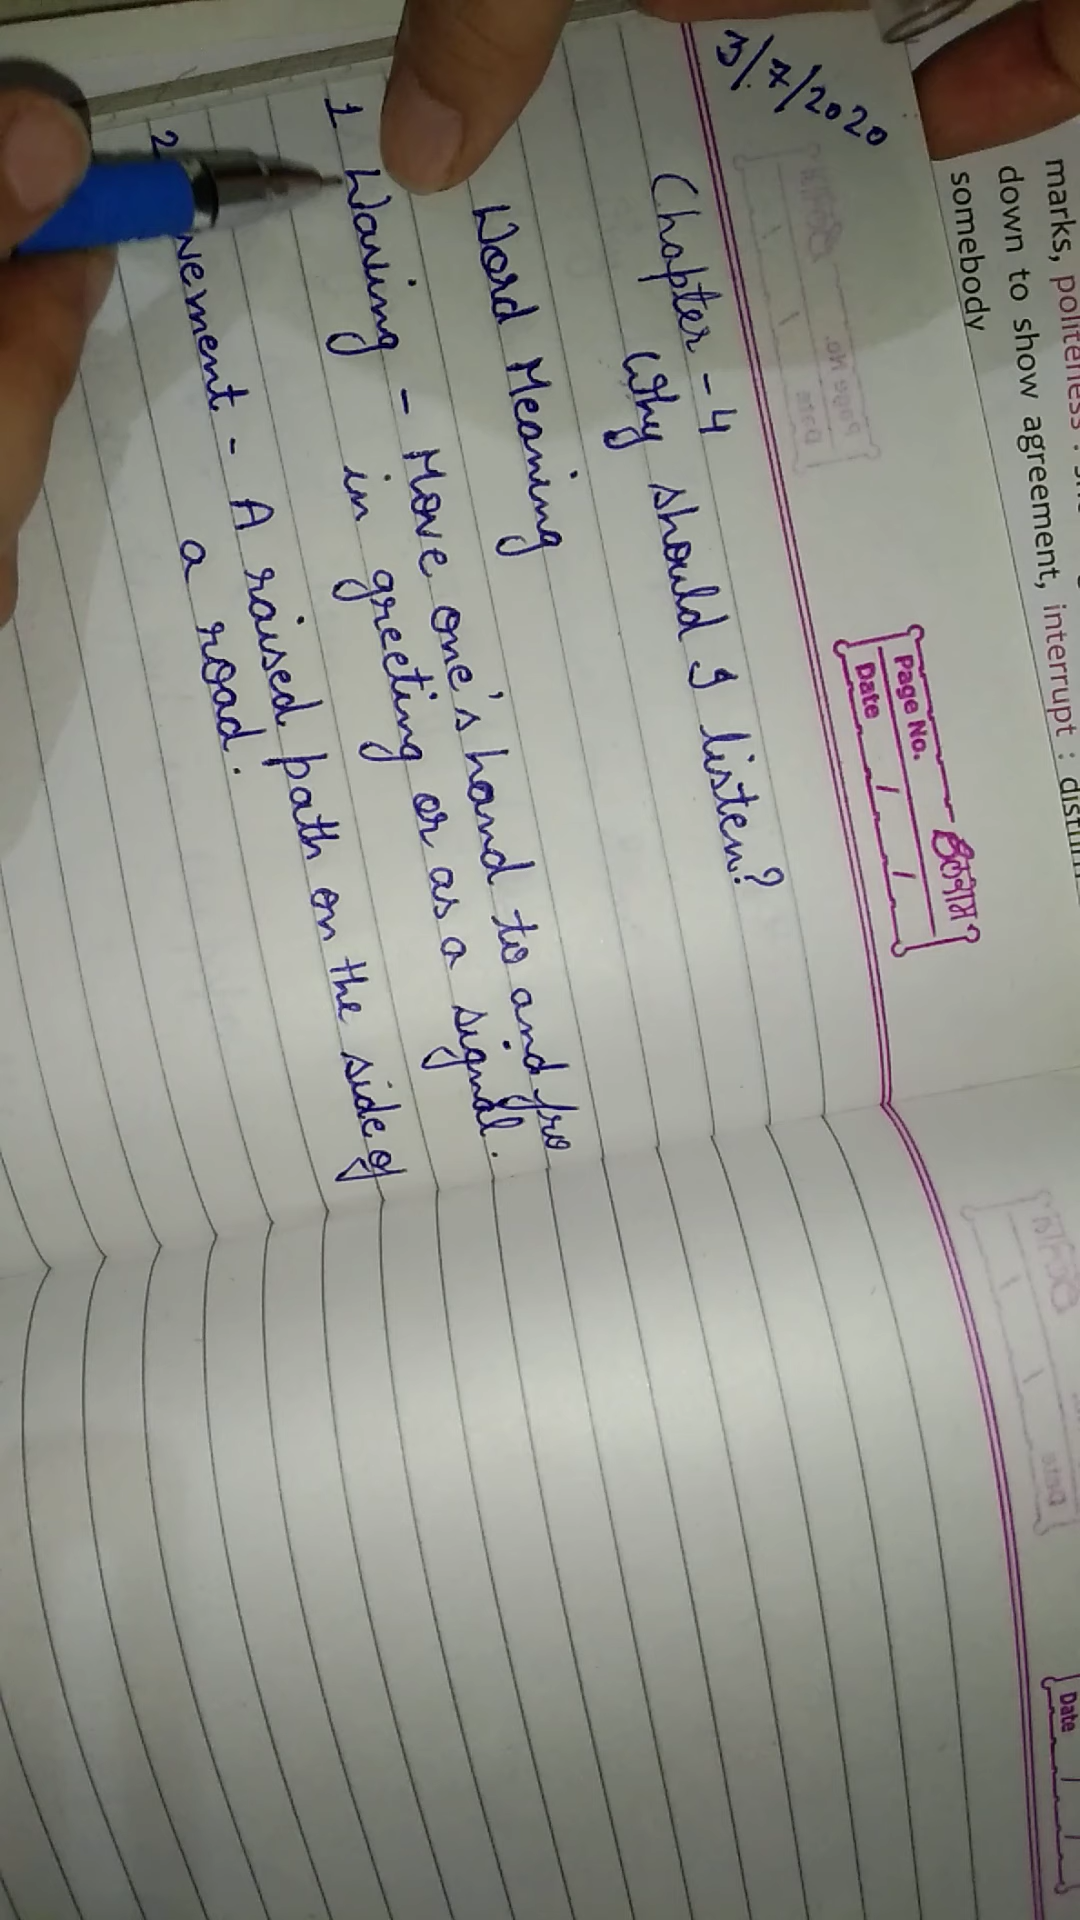 marks, politeness :
down to show agreement, interrupt :
somebody
Page No.
Date / /
3/7/2020
Chapter - 4
Why should I listen?
Word Meaning
1 Waving - Move one's hand to and fro
in greeting or as a signal.
2 vement - A raised path on the side of
a road.
Date / /